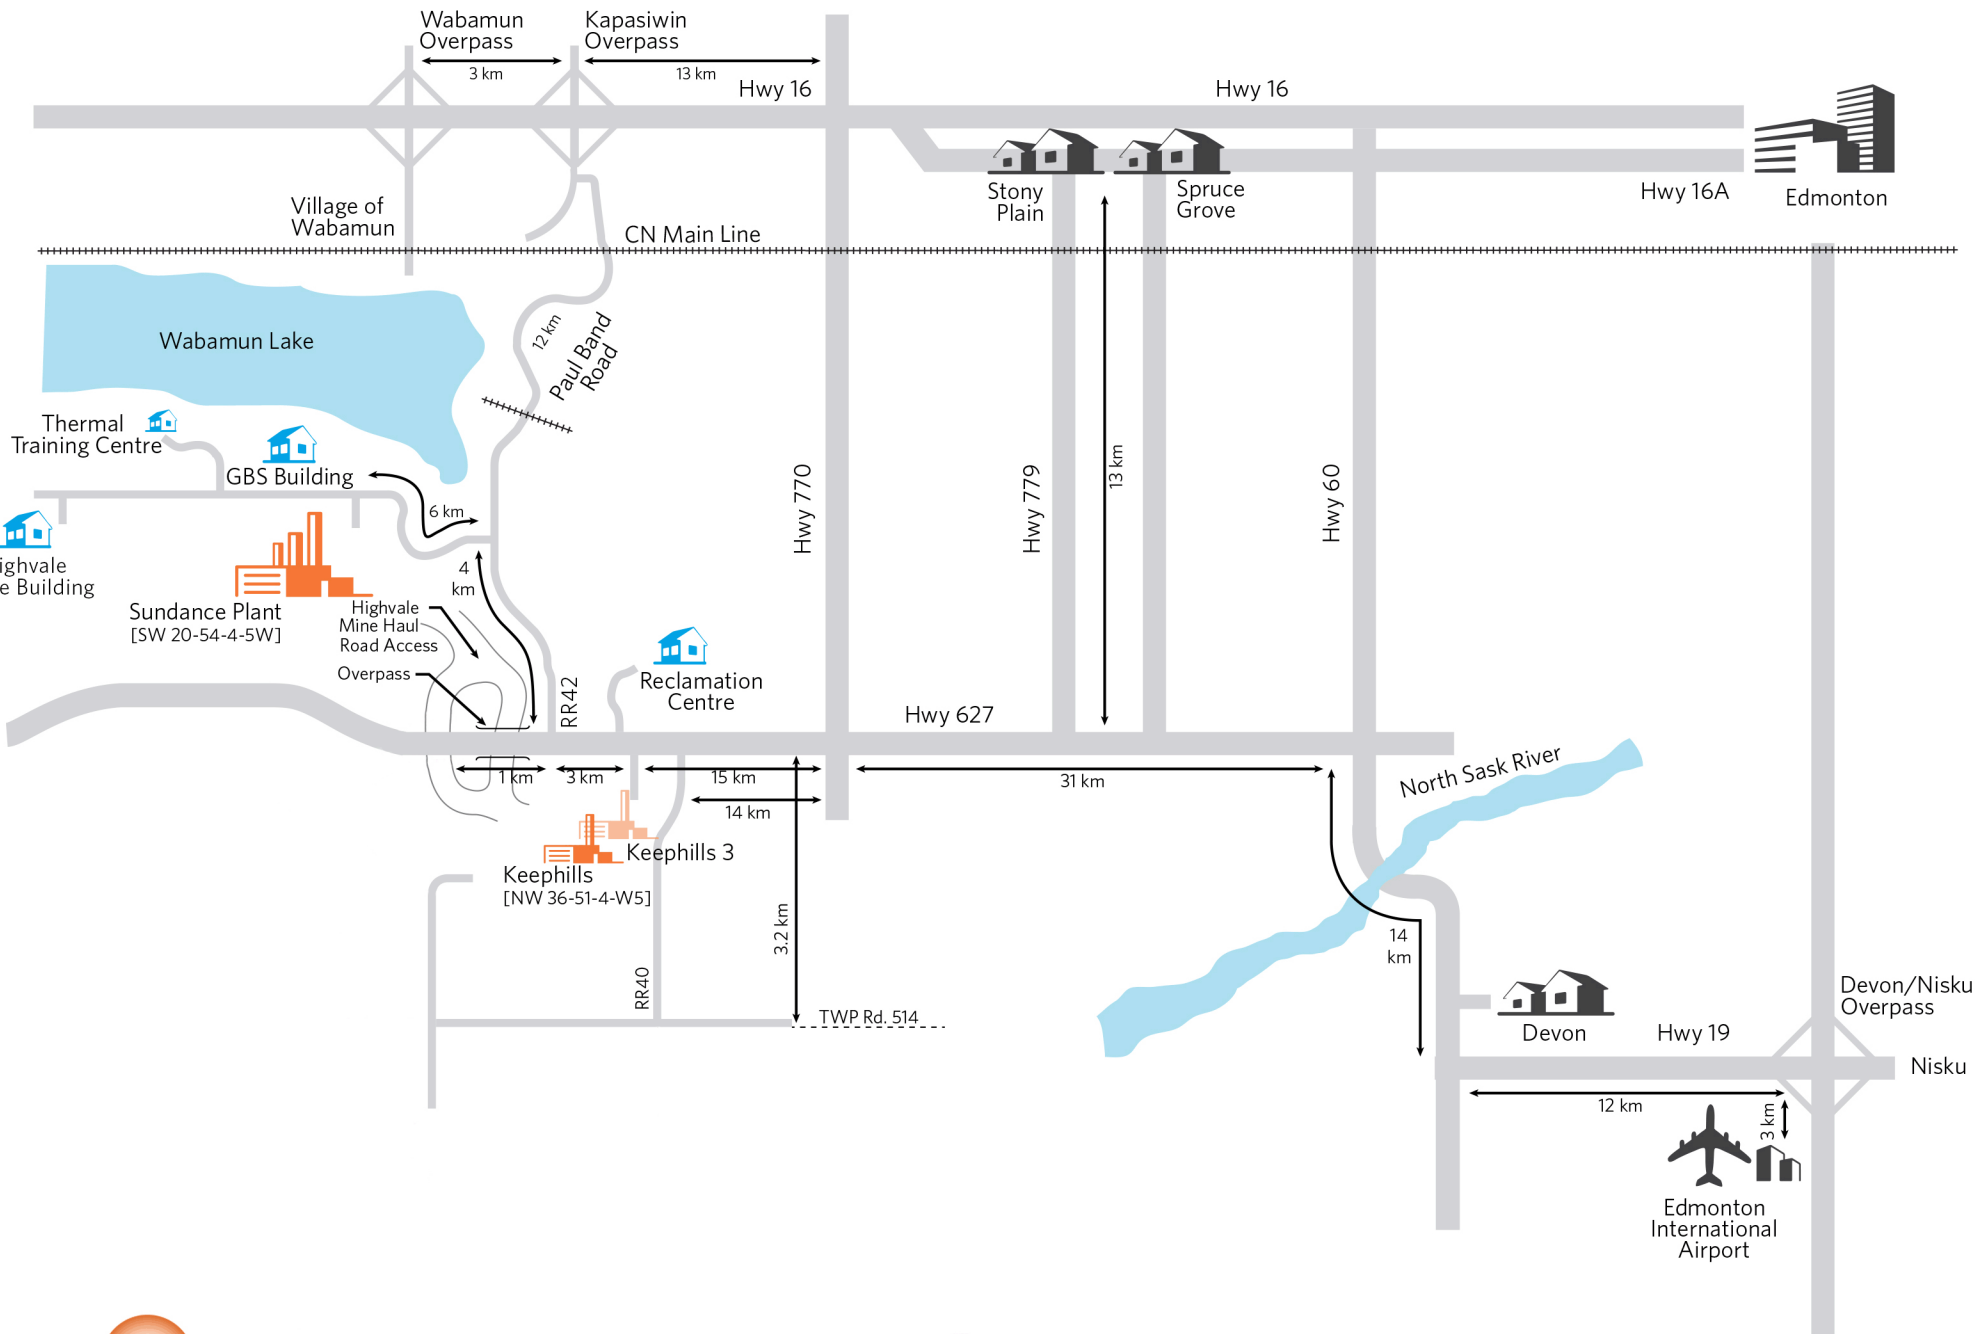 Wabamun
Overpass
Kapasiwin
Overpass
3 km
13 km
Hwy 16
Hwy 16
Stony
Plain
Spruce
Grove
Hwy 16A
Edmonton
Village of
Wabamun
CN Main Line
Wabamun Lake
12 km
Paul Band
Road
Thermal
Training Centre
GBS Building
6 km
Hwy 770
Hwy 779
13 km
Hwy 60
ighvale
e Building
4
km
Sundance Plant
[SW 20-54-4-5W]
Highvale
Mine Haul
Road Access
Overpass
RR42
Reclamation
Centre
Hwy 627
1 km
3 km
15 km
14 km
31 km
North Sask River
Keephills 3
Keephills
[NW 36-51-4-W5]
3.2 km
RR40
TWP Rd. 514
14
km
Devon
Hwy 19
Devon/Nisku
Overpass
Nisku
12 km
3 km
Edmonton
International
Airport